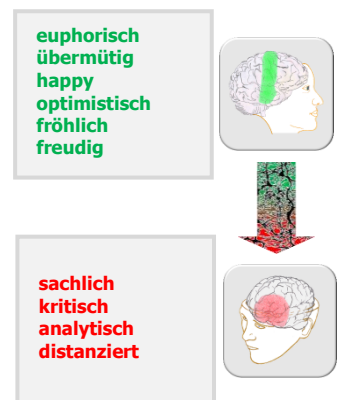 euphorisch
übermütig
happy
optimistisch
fröhlich
freudig
sachlich
kritisch
analytisch
distanziert